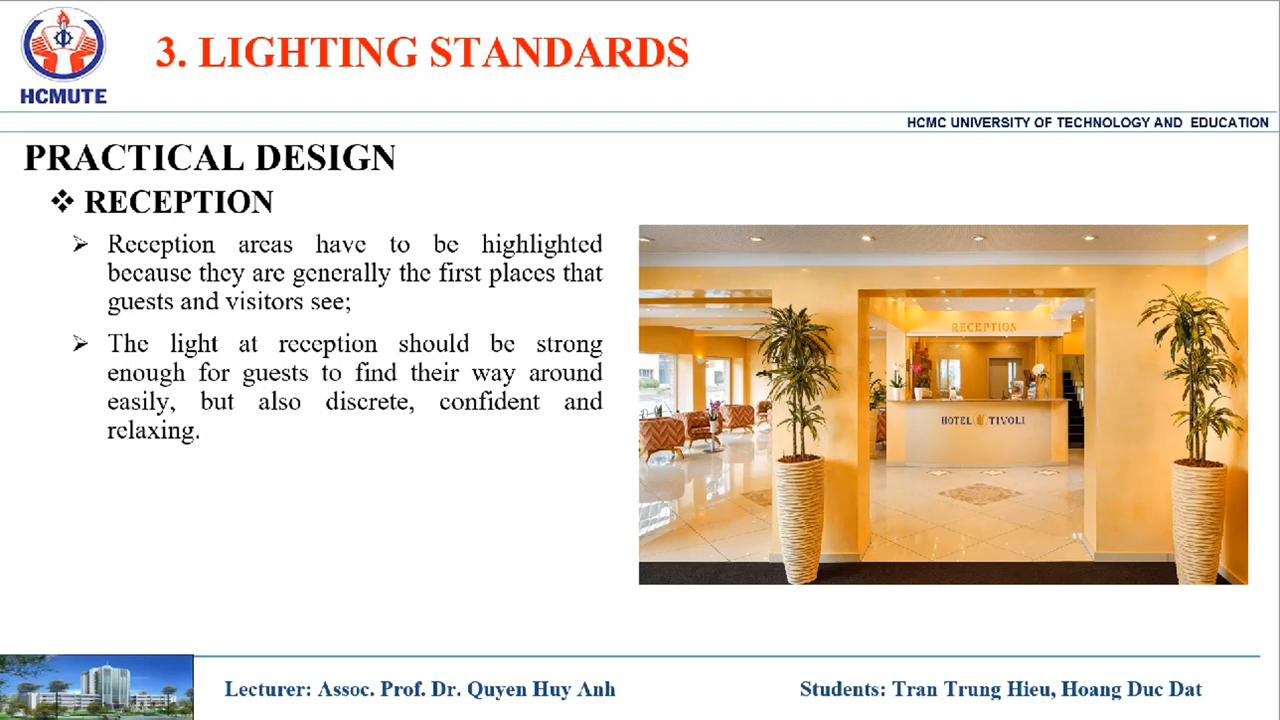 3. LIGHTING STANDARDS
HCMUTE
HCMC UNIVERSITY OF TECHNOLOGY AND EDUCATION
PRACTICAL DESIGN
❖ RECEPTION
➢ Reception areas have to be highlighted
because they are generally the first places that
guests and visitors see;
➢ The light at reception should be strong
enough for guests to find their way around
easily, but also discrete, confident and
relaxing.
RECEPTION
HOTEL TIVOLI
Lecturer: Assoc. Prof. Dr. Quyen Huy Anh
Students: Tran Trung Hieu, Hoang Duc Dat